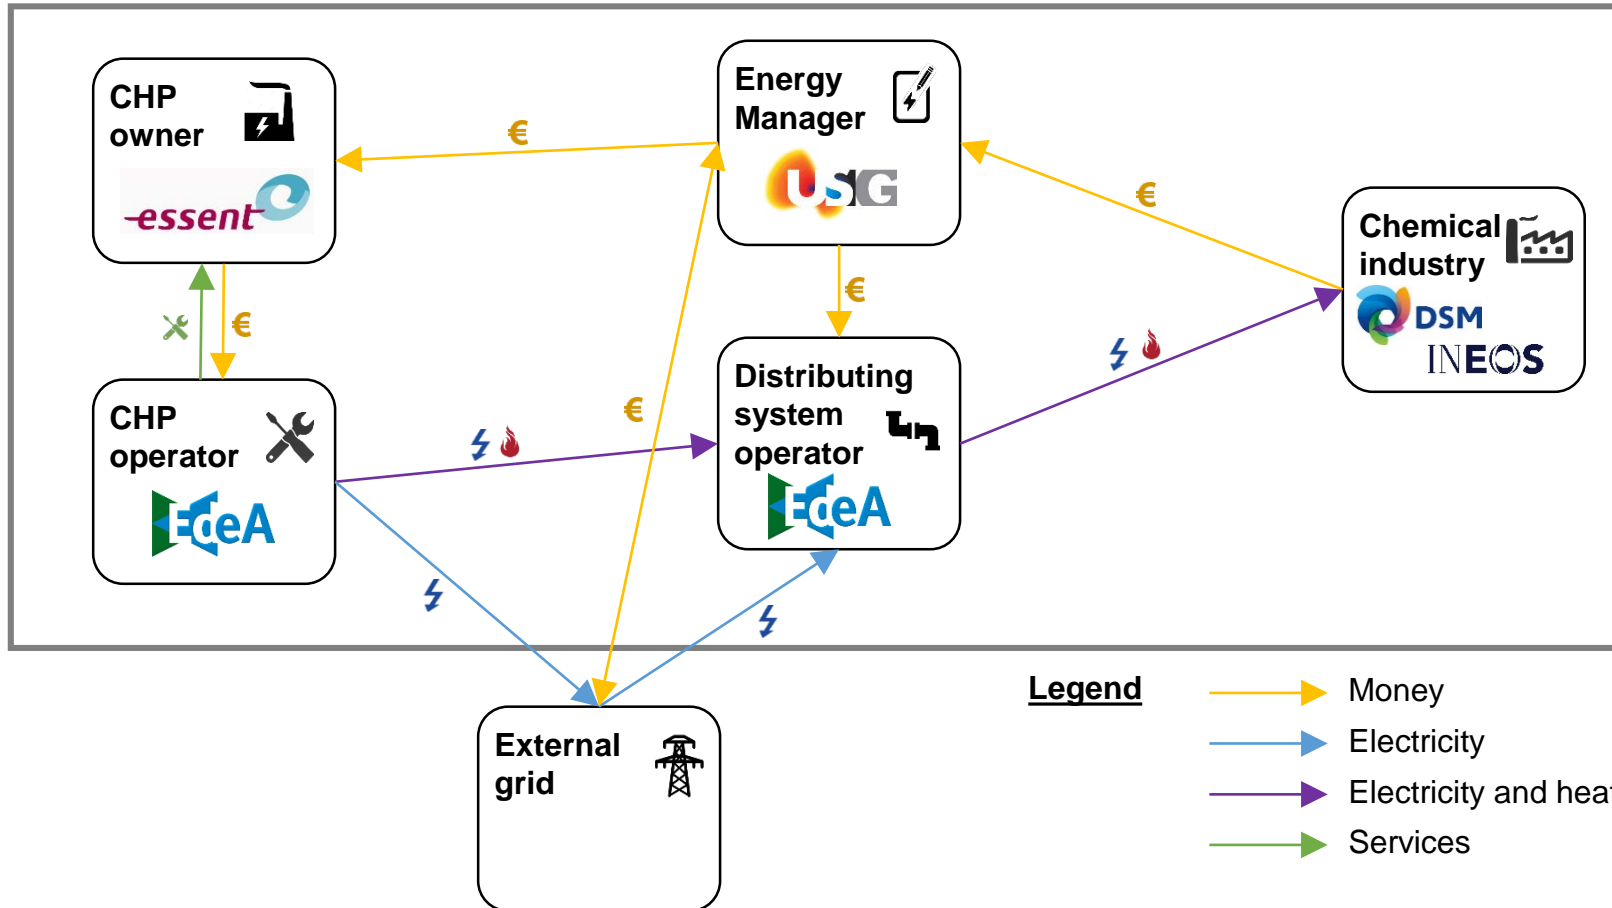 CHP
owner
essent
€
Energy
Manager
USG
€
Chemical
industry
DSM
INEOS
€
€
CHP
operator
EdeA
€
Distributing
system
operator
EdeA
€
External
grid
Legend
Money
Electricity
Electricity and heat
Services